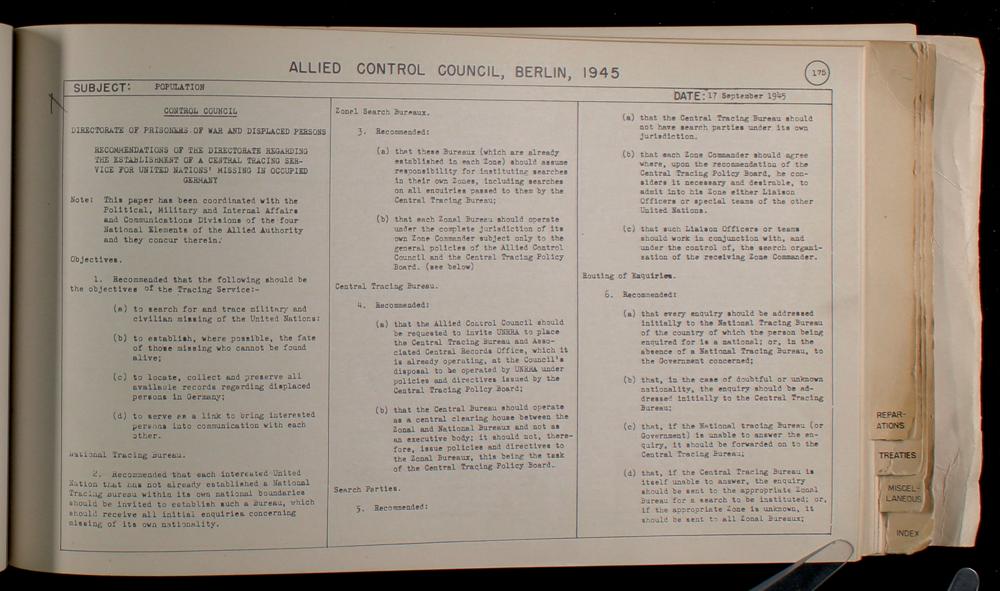 ALLIED CONTROL COUNCIL, BERLIN, 1945
175
SUBJECT: POPULATION
DATE: 17 September 1945
CONTROL COUNCIL
DIRECTORATE OF PRISONERS OF WAR AND DISPLACED PERSONS
RECOMMENDATIONS OF THE DIRECTORATE REGARDING
THE ESTABLISHMENT OF A CENTRAL TRACING SER-
VICE FOR UNITED NATIONS' MISSING IN OCCUPIED
GERMANY
Note: This paper has been coordinated with the
Political, Military and Internal Affairs
and Communications Divisions of the four
National Elements of the Allied Authority
and they concur therein.
Objectives.
1. Recommended that the following should be
the objectives of the Tracing Service:-
(a) to search for and trace military and
civilian missing of the United Nations:
(b) to establish, where possible, the fate
of those missing who cannot be found
alive;
(c) to locate, collect and preserve all
available records regarding displaced
persons in Germany;
(d) to serve as a link to bring interested
persons into communication with each
other.
National Tracing Bureau.
2. Recommended that each interested United
Nation that has not already established a National
Tracing Bureau within its own national boundaries
should be invited to establish such a Bureau, which
should receive all initial enquiries concerning
missing of its own nationality.
Zonal Search Bureaux.
3. Recommended:
(a) that these Bureaux (which are already
established in each Zone) should assume
responsibility for instituting searches
in their own Zones, including searches
on all enquiries passed to them by the
Central Tracing Bureau;
(b) that each Zonal Bureau should operate
under the complete jurisdiction of its
own Zone Commander subject only to the
general policies of the Allied Control
Council and the Central Tracing Policy
Board. (see below)
Central Tracing Bureau.
4. Recommended:
(a) that the Allied Control Council should
be requested to invite UNRRA to place
the Central Tracing Bureau and Asso-
ciated Central Records Office, which it
is already operating, at the Council's
disposal to be operated by UNRRA under
policies and directives issued by the
Central Tracing Policy Board;
(b) that the Central Bureau should operate
as a central clearing house between the
Zonal and National Bureaux and not as
an executive body; it should not, there-
fore, issue policies and directives to
the Zonal Bureaux, this being the task
of the Central Tracing Policy Board.
Search Parties.
5. Recommended:
(a) that the Central Tracing Bureau should
not have search parties under its own
jurisdiction.
(b) that each Zone Commander should agree
where, upon the recommendation of the
Central Tracing Policy Board, he con-
siders it necessary and desirable, to
admit into his Zone either Liaison
Officers or special teams of the other
United Nations.
(c) that such Liaison Officers or teams
should work in conjunction with, and
under the control of, the search organi-
zation of the receiving Zone Commander.
Routing of Enquiries.
6. Recommended:
(a) that every enquiry should be addressed
initially to the National Tracing Bureau
of the country of which the person being
enquired for is a national; or, in the
absence of a National Tracing Bureau, to
the Government concerned;
(b) that, in the case of doubtful or unknown
nationality, the enquiry should be ad-
dressed initially to the Central Tracing
Bureau;
(c) that, if the National tracing Bureau (or
Government) is unable to answer the en-
quiry, it should be forwarded on to the
Central Tracing Bureau;
(d) that, if the Central Tracing Bureau is
itself unable to answer, the enquiry
should be sent to the appropriate Zonal
Bureau for a search to be instituted; or,
if the appropriate Zone is unknown, it
should be sent to all Zonal Bureaux;
REPAR-
ATIONS
TREATIES
MISCEL-
LANEOUS
INDEX